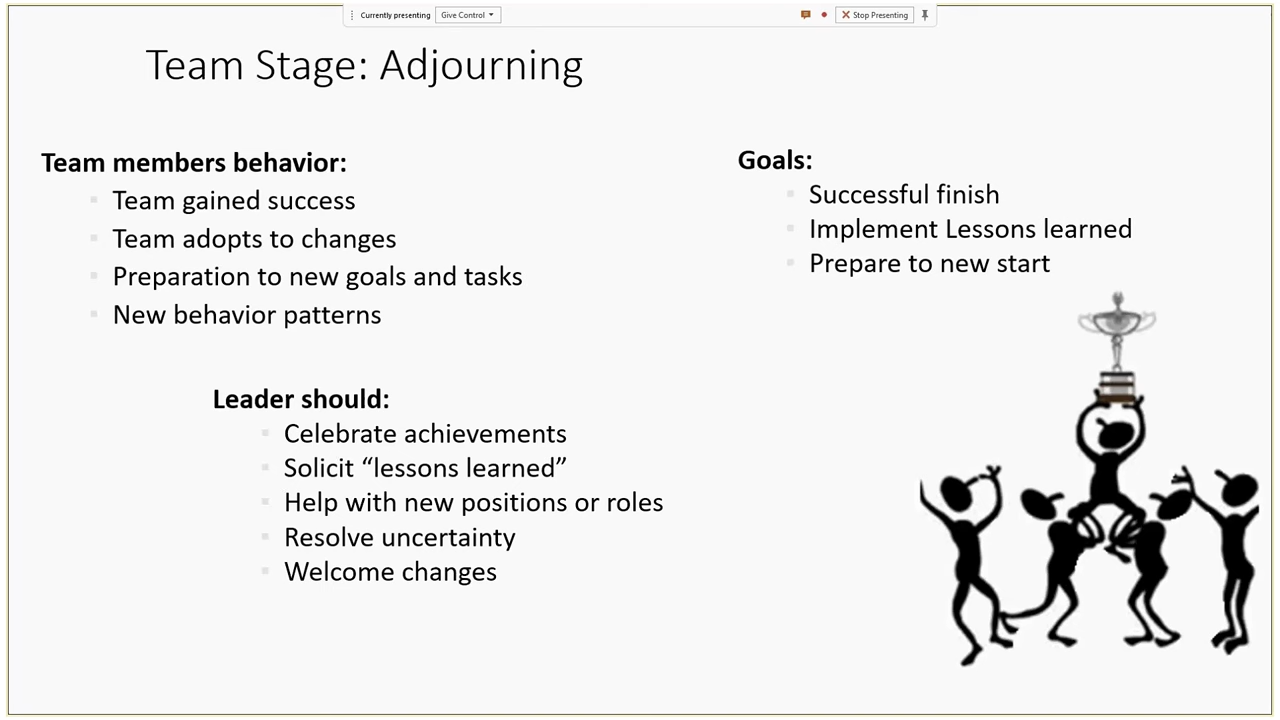 Currently presenting
Give Control
Stop Presenting
Team Stage: Adjourning
Team members behavior:
Team gained success
Team adopts to changes
Preparation to new goals and tasks
New behavior patterns
Goals:
Successful finish
Implement Lessons learned
Prepare to new start
Leader should:
Celebrate achievements
Solicit “lessons learned”
Help with new positions or roles
Resolve uncertainty
Welcome changes